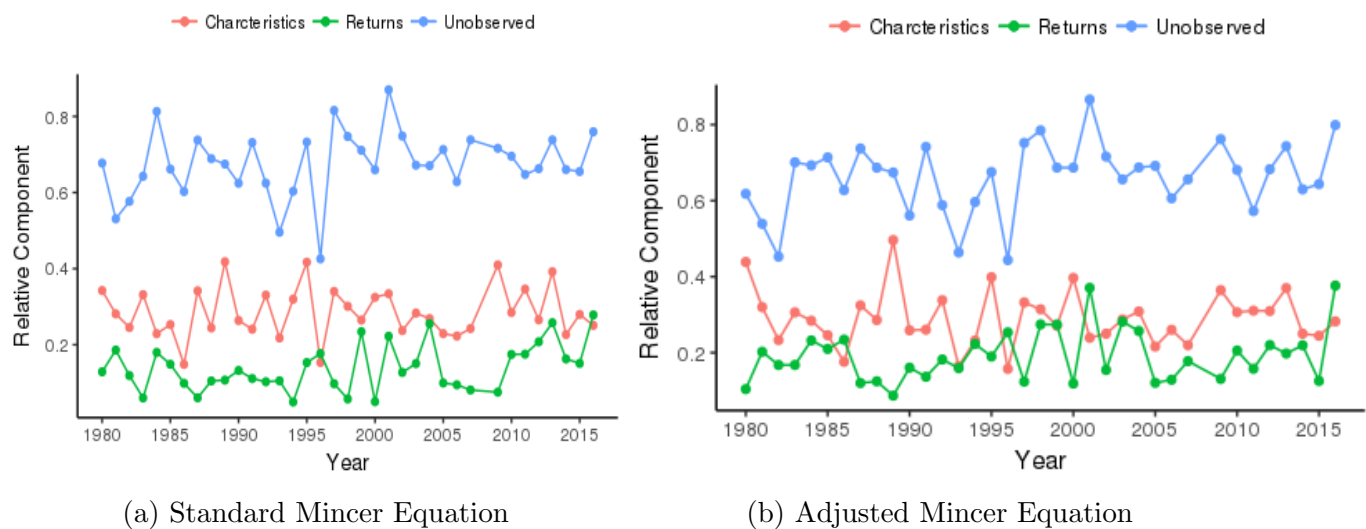 Charcteristics Returns Unobserved
Relative Component
0.8
0.6
0.4
0.2
1980 1985 1990 1995 2000 2005 2010 2015
Year
(a) Standard Mincer Equation
Charcteristics Returns Unobserved
Relative Component
0.8
0.6
0.4
0.2
1980 1985 1990 1995 2000 2005 2010 2015
Year
(b) Adjusted Mincer Equation